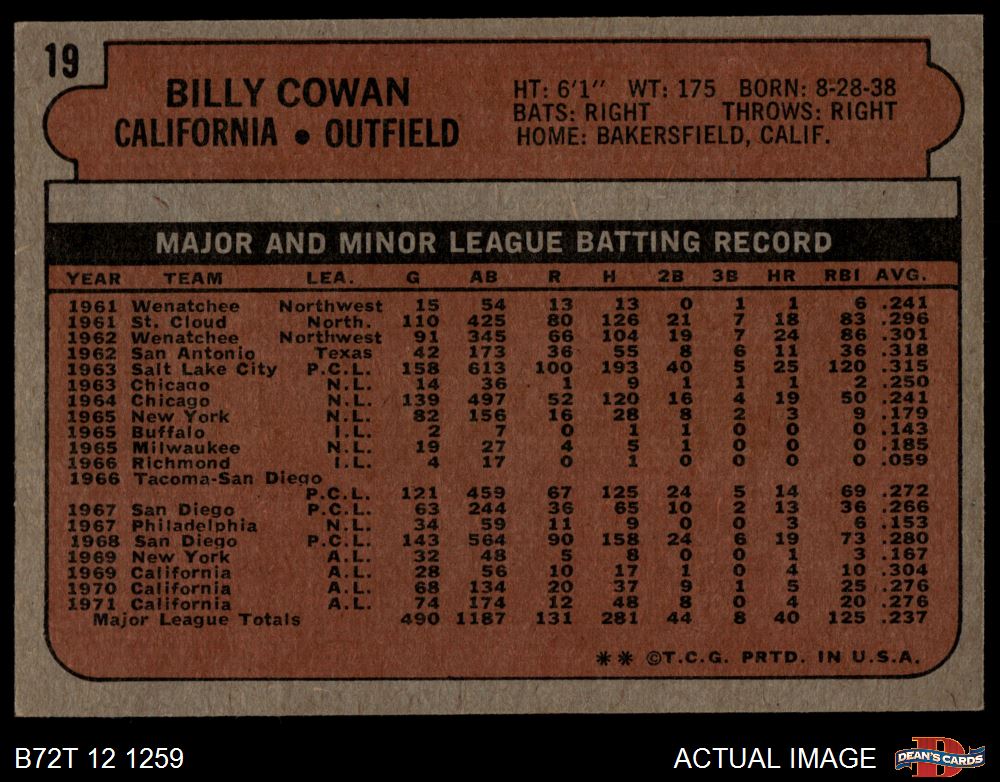 19
BILLY COWAN
CALIFORNIA • OUTFIELD
HT: 6'1" WT: 175 BORN: 8-28-38
BATS: RIGHT THROWS: RIGHT
HOME: BAKERSFIELD, CALIF.
MAJOR AND MINOR LEAGUE BATTING RECORD
YEAR TEAM LEA. G AB R H 2B 3B HR RBI AVG.
1961 Wenatchee Northwest 15 54 13 13 0 1 1 6 .241
1961 St. Cloud North. 110 425 80 126 21 7 18 83 .296
1962 Wenatchee Northwest 91 345 66 104 19 7 24 86 .301
1962 San Antonio Texas 42 173 36 55 8 6 11 36 .318
1963 Salt Lake City P.C.L. 158 613 100 193 40 5 25 120 .315
1963 Chicago N.L. 14 36 1 9 1 1 1 2 .250
1964 Chicago N.L. 139 497 52 120 16 4 19 50 .241
1965 New York N.L. 82 156 16 28 8 2 3 9 .179
1965 Buffalo I.L. 2 7 0 1 1 0 0 0 .143
1965 Milwaukee N.L. 19 27 4 5 1 0 0 0 .185
1966 Richmond I.L. 4 17 0 1 0 0 0 0 .059
1966 Tacoma-San Diego
P.C.L. 121 459 67 125 24 5 14 69 .272
1967 San Diego P.C.L. 63 244 36 65 10 2 13 36 .266
1967 Philadelphia N.L. 34 59 11 9 0 0 3 6 .153
1968 San Diego P.C.L. 143 564 90 158 24 6 19 73 .280
1969 New York A.L. 32 48 5 8 0 0 1 3 .167
1969 California A.L. 28 56 10 17 1 0 4 10 .304
1970 California A.L. 68 134 20 37 9 1 5 25 .276
1971 California A.L. 74 174 12 48 8 0 4 20 .276
Major League Totals 490 1187 131 281 44 8 40 125 .237
** ©T.C.G. PRTD. IN U.S.A.
B72T 12 1259
ACTUAL IMAGE
D
DEAN'S CARDS